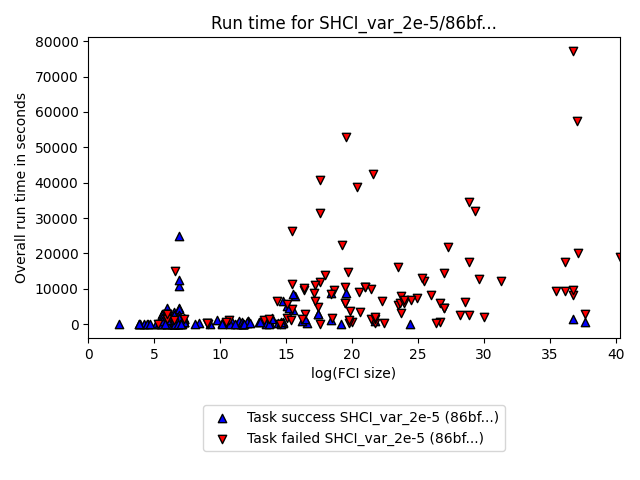 Run time for SHCI_var_2e-5/86bf...
Overall run time in seconds
80000
70000
60000
50000
40000
30000
20000
10000
0
0 5 10 15 20 25 30 35 40
log(FCI size)
Task success SHCI_var_2e-5 (86bf...)
Task failed SHCI_var_2e-5 (86bf...)